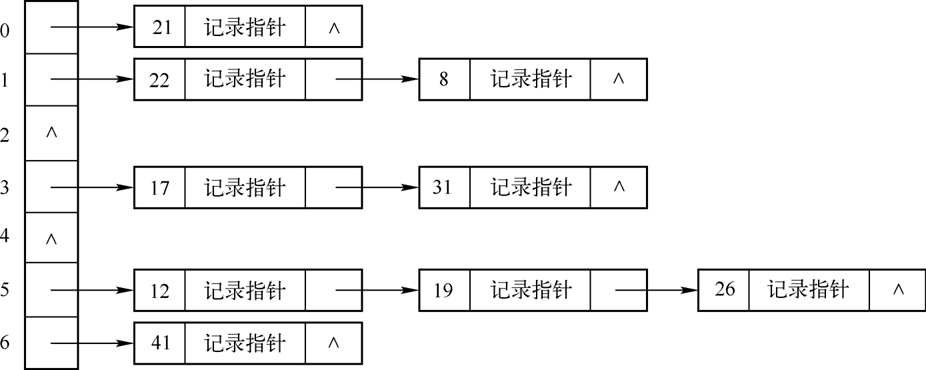 0 21 记录指针 ∧
1 22 记录指针 8 记录指针 ∧
2 ∧
3 17 记录指针 31 记录指针 ∧
4 ∧
5 12 记录指针 19 记录指针 26 记录指针 ∧
6 41 记录指针 ∧